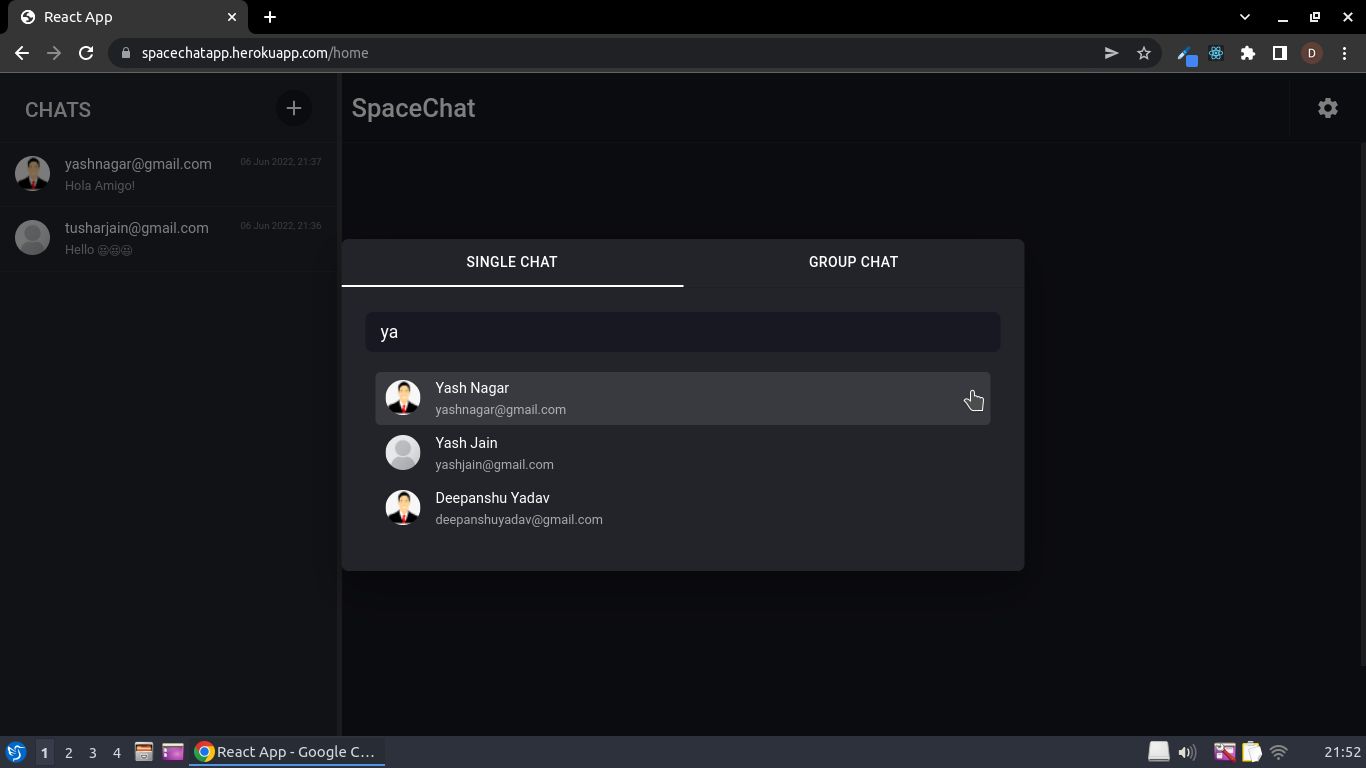 React App
spacechatapp.herokuapp.com/home
D
CHATS
SpaceChat
yashnagar@gmail.com
06 Jun 2022, 21:37
Hola Amigo!
tusharjain@gmail.com
06 Jun 2022, 21:36
Hello 😄😄😄
SINGLE CHAT
GROUP CHAT
ya
Yash Nagar
yashnagar@gmail.com
Yash Jain
yashjain@gmail.com
Deepanshu Yadav
deepanshuyadav@gmail.com
1 2 3 4
React App - Google C...
21:52